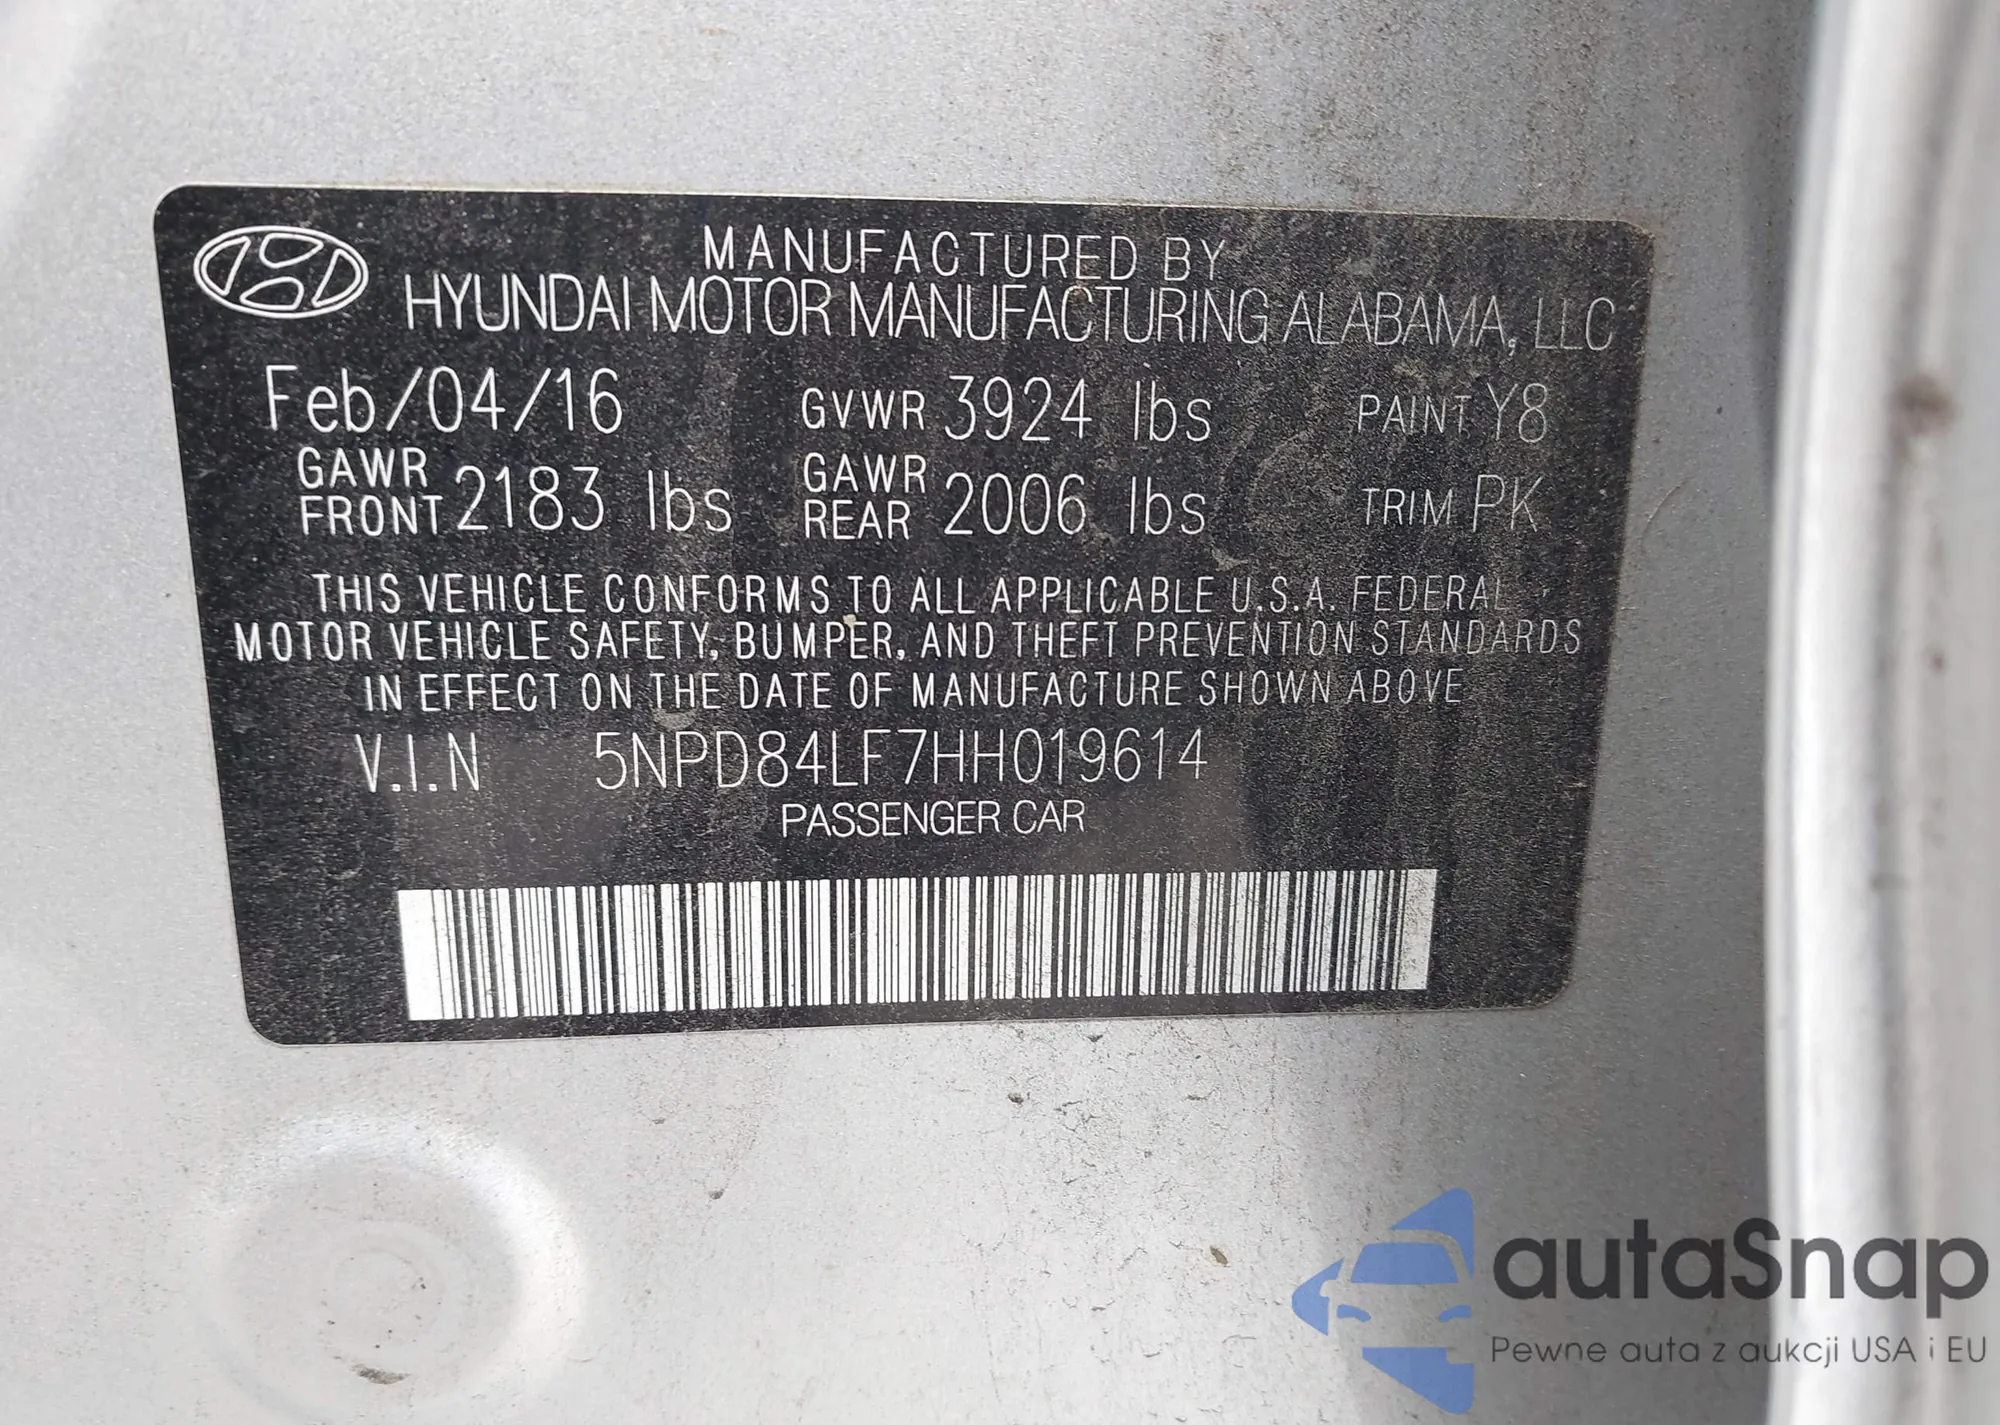 MANUFACTURED BY
HYUNDAI MOTOR MANUFACTURING ALABAMA, LLC
Feb/04/16 GVWR 3924 lbs PAINT Y8
GAWR FRONT 2183 lbs GAWR REAR 2006 lbs TRIM PK
THIS VEHICLE CONFORMS TO ALL APPLICABLE U.S.A. FEDERAL
MOTOR VEHICLE SAFETY, BUMPER, AND THEFT PREVENTION STANDARDS
IN EFFECT ON THE DATE OF MANUFACTURE SHOWN ABOVE
V.I.N 5NPD84LF7HH019614
PASSENGER CAR
autaSnap
Pewne auta z aukcji USA i EU